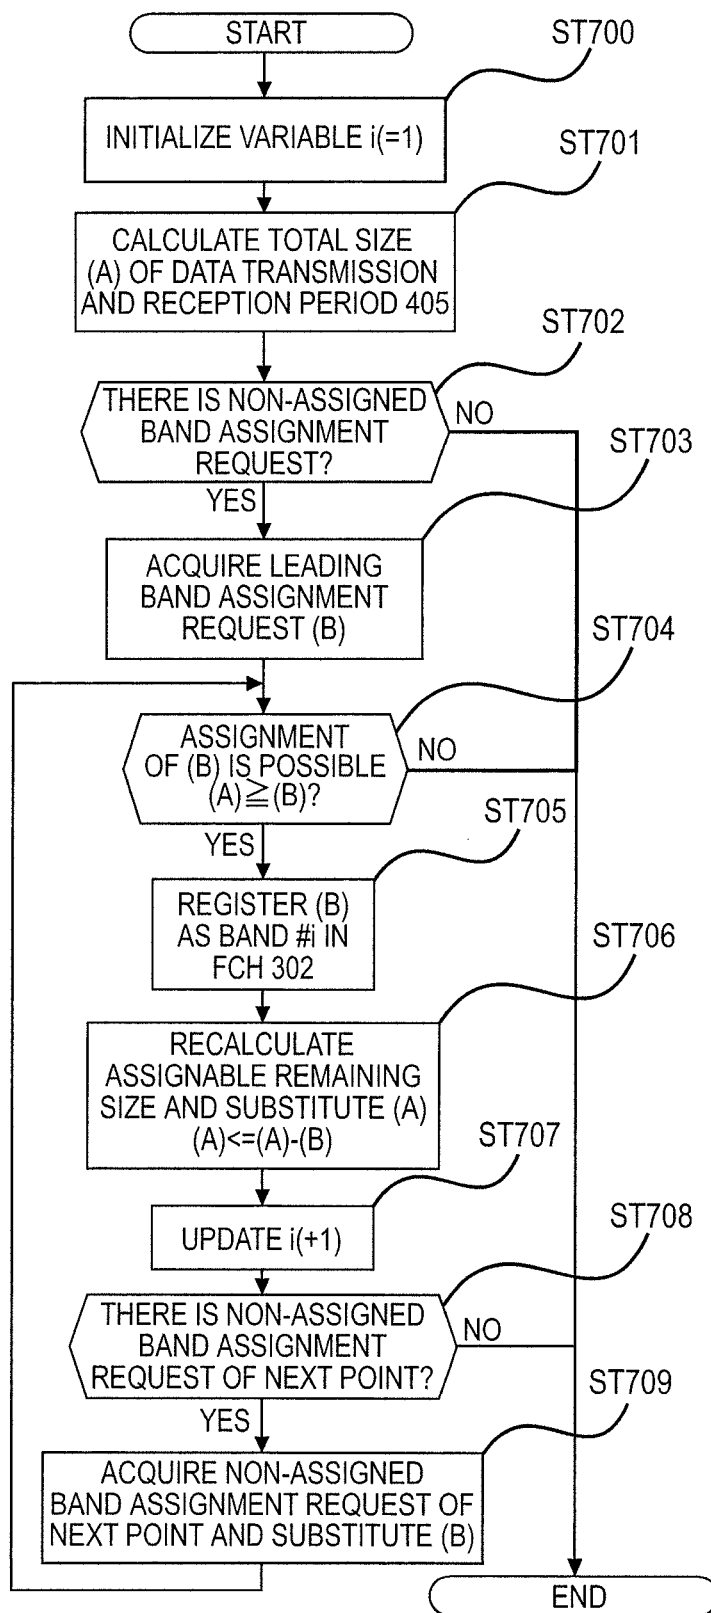 START
ST700
INITIALIZE VARIABLE i(=1)
ST701
CALCULATE TOTAL SIZE
(A) OF DATA TRANSMISSION
AND RECEPTION PERIOD 405
ST702
THERE IS NON-ASSIGNED
BAND ASSIGNMENT
REQUEST?
NO
YES
ST703
ACQUIRE LEADING
BAND ASSIGNMENT
REQUEST (B)
ST704
ASSIGNMENT
OF (B) IS POSSIBLE
(A)≧(B)?
NO
YES
ST705
REGISTER (B)
AS BAND #i IN
FCH 302
ST706
RECALCULATE
ASSIGNABLE REMAINING
SIZE AND SUBSTITUTE (A)
(A)<=(A)-(B)
ST707
UPDATE i(+1)
ST708
THERE IS NON-ASSIGNED
BAND ASSIGNMENT
REQUEST OF NEXT POINT?
NO
YES
ST709
ACQUIRE NON-ASSIGNED
BAND ASSIGNMENT REQUEST OF
NEXT POINT AND SUBSTITUTE (B)
END